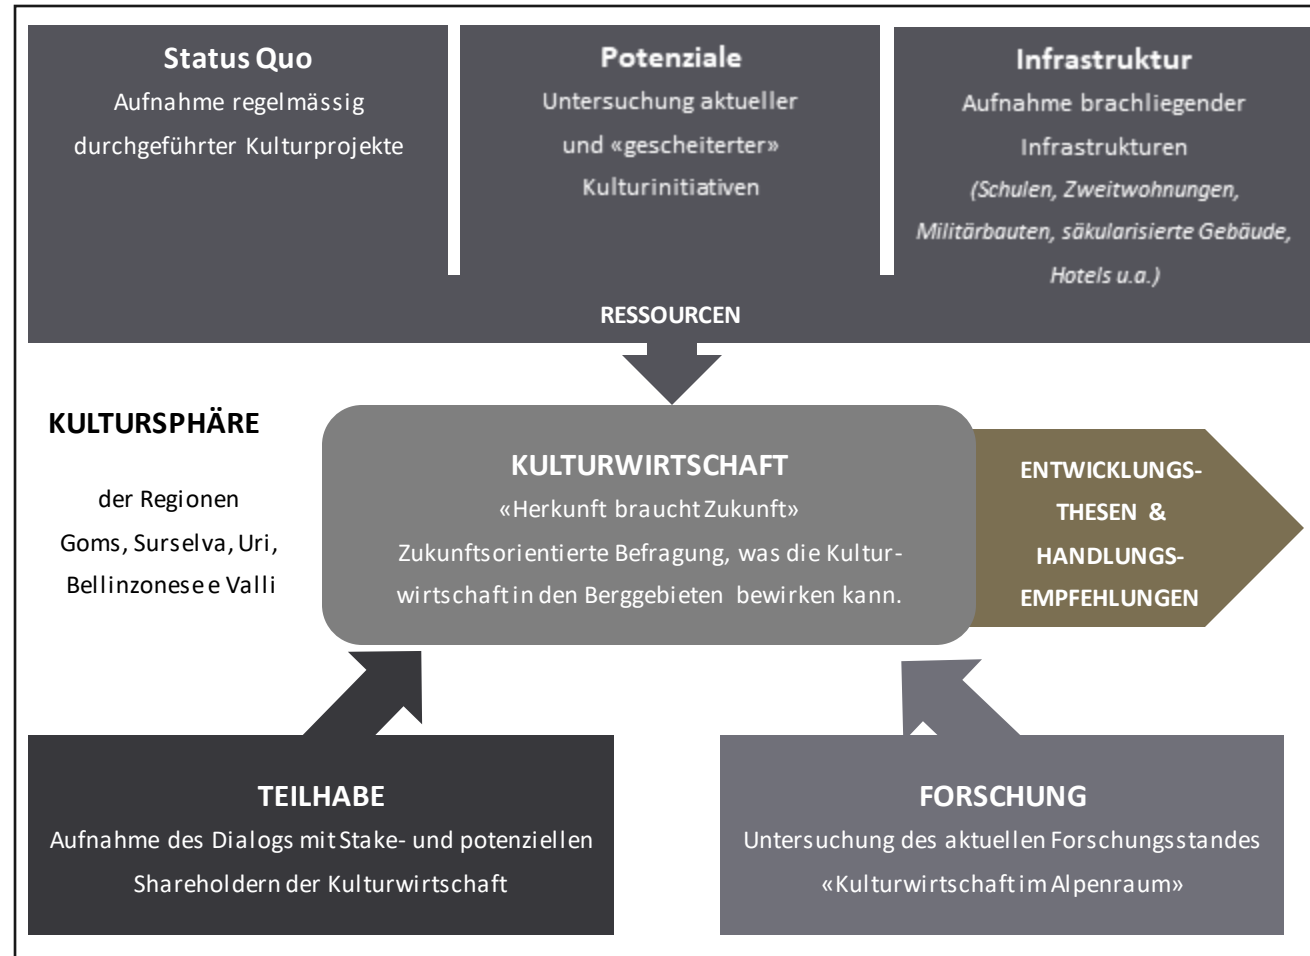 Status Quo
Aufnahme regelmässig
durchgeführter Kulturprojekte
Potenziale
Untersuchung aktueller
und «gescheiterter»
Kulturinitiativen
Infrastruktur
Aufnahme brachliegender
Infrastrukturen
(Schulen, Zweitwohnungen,
Militärbauten, säkularisierte Gebäude,
Hotels u.a.)
RESSOURCEN
KULTURSPHÄRE
der Regionen
Goms, Surselva, Uri,
Bellinzonese e Valli
KULTURWIRTSCHAFT
«Herkunft braucht Zukunft»
Zukunftsorientierte Befragung, was die Kultur-
wirtschaft in den Berggebieten bewirken kann.
ENTWICKLUNGS-
THESEN &
HANDLUNGS-
EMPFEHLUNGEN
TEILHABE
Aufnahme des Dialogs mit Stake- und potenziellen
Shareholdern der Kulturwirtschaft
FORSCHUNG
Untersuchung des aktuellen Forschungsstandes
«Kulturwirtschaft im Alpenraum»